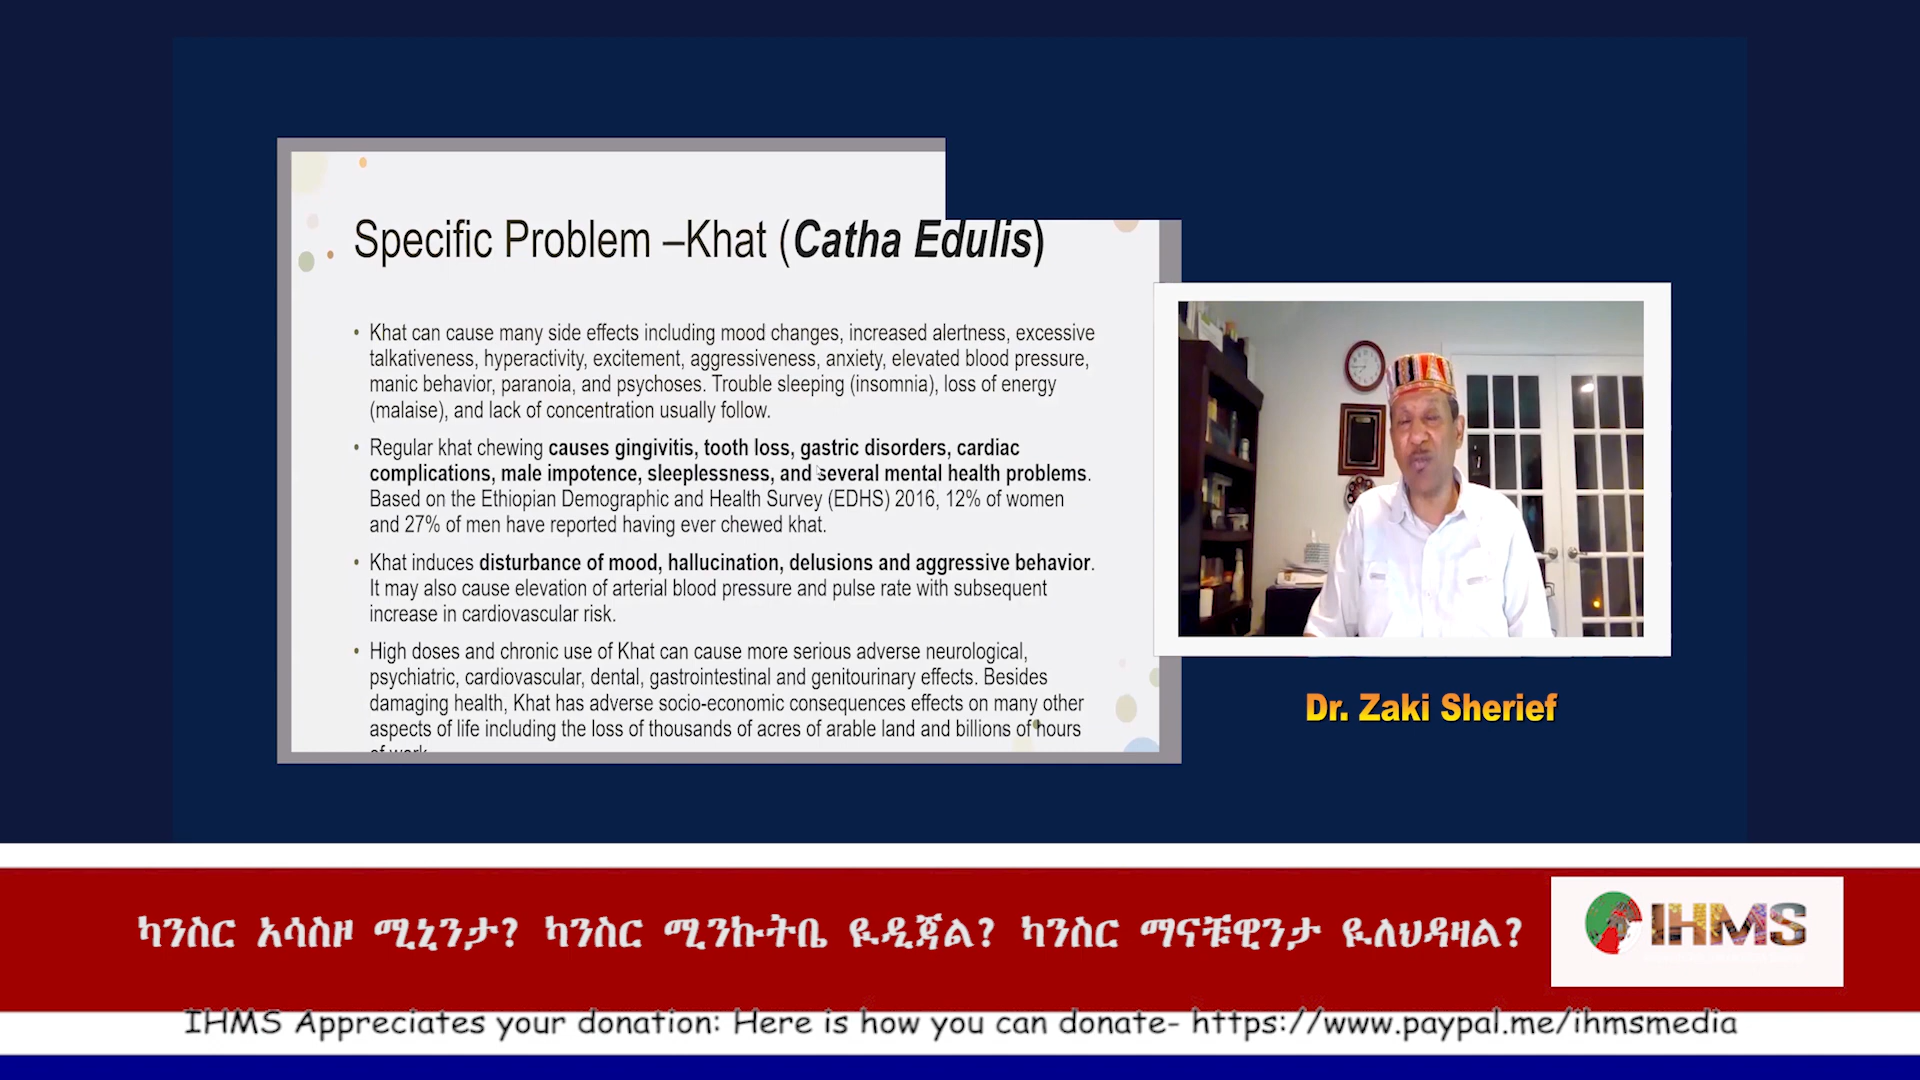 Specific Problem –Khat (Catha Edulis)
• Khat can cause many side effects including mood changes, increased alertness, excessive
talkativeness, hyperactivity, excitement, aggressiveness, anxiety, elevated blood pressure,
manic behavior, paranoia, and psychoses. Trouble sleeping (insomnia), loss of energy
(malaise), and lack of concentration usually follow.
• Regular khat chewing causes gingivitis, tooth loss, gastric disorders, cardiac
complications, male impotence, sleeplessness, and several mental health problems.
Based on the Ethiopian Demographic and Health Survey (EDHS) 2016, 12% of women
and 27% of men have reported having ever chewed khat.
• Khat induces disturbance of mood, hallucination, delusions and aggressive behavior.
It may also cause elevation of arterial blood pressure and pulse rate with subsequent
increase in cardiovascular risk.
• High doses and chronic use of Khat can cause more serious adverse neurological,
psychiatric, cardiovascular, dental, gastrointestinal and genitourinary effects. Besides
damaging health, Khat has adverse socio-economic consequences effects on many other
aspects of life including the loss of thousands of acres of arable land and billions of hours
of work
Dr. Zaki Sherief
ካንስር አሳስዞ ሚኒንታ? ካንስር ሚንኩትቤ ዪዲጃል? ካንስር ማናቹዊንታ ዪለህዳዛል?
IHMS
IHMS Appreciates your donation: Here is how you can donate- https://www.paypal.me/ihmsmedia